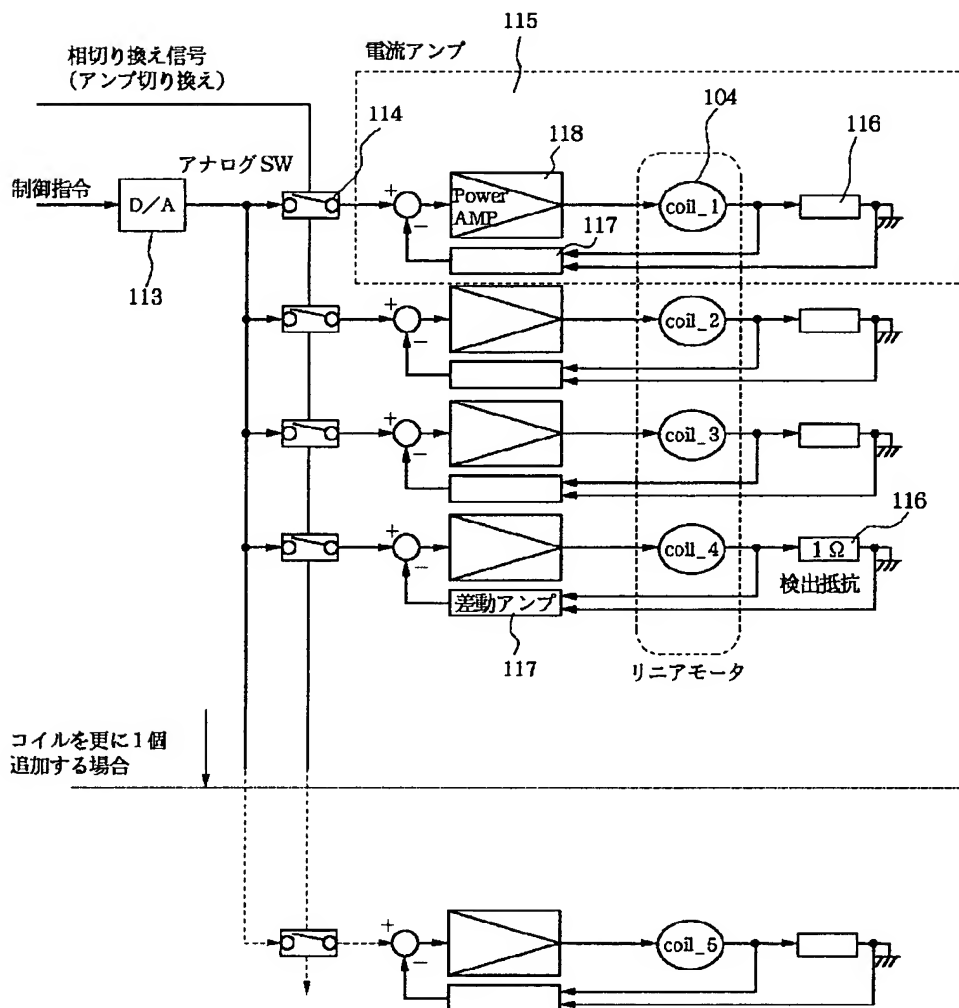 115
電流アンプ
相切り換え信号
(アンプ切り換え)
114
118
104
116
アナログSW
制御指令
D/A
+
−
Power
AMP
coil_1
117
113
+
−
coil_2
+
−
coil_3
116
+
−
coil_4
1Ω
検出抵抗
差動アンプ
117
リニアモータ
コイルを更に1個
追加する場合
+
−
coil_5